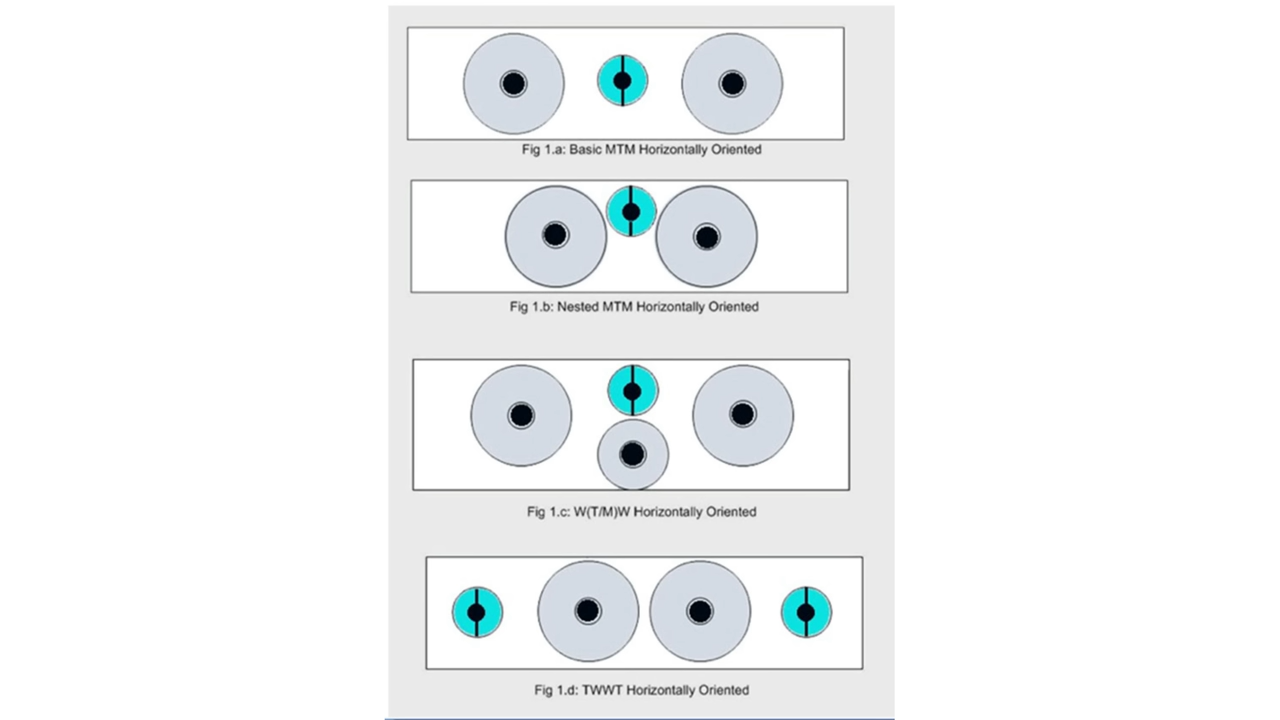 Fig 1.a: Basic MTM Horizontally Oriented
Fig 1.b: Nested MTM Horizontally Oriented
Fig 1.c: W(T/M)W Horizontally Oriented
Fig 1.d: TWWT Horizontally Oriented